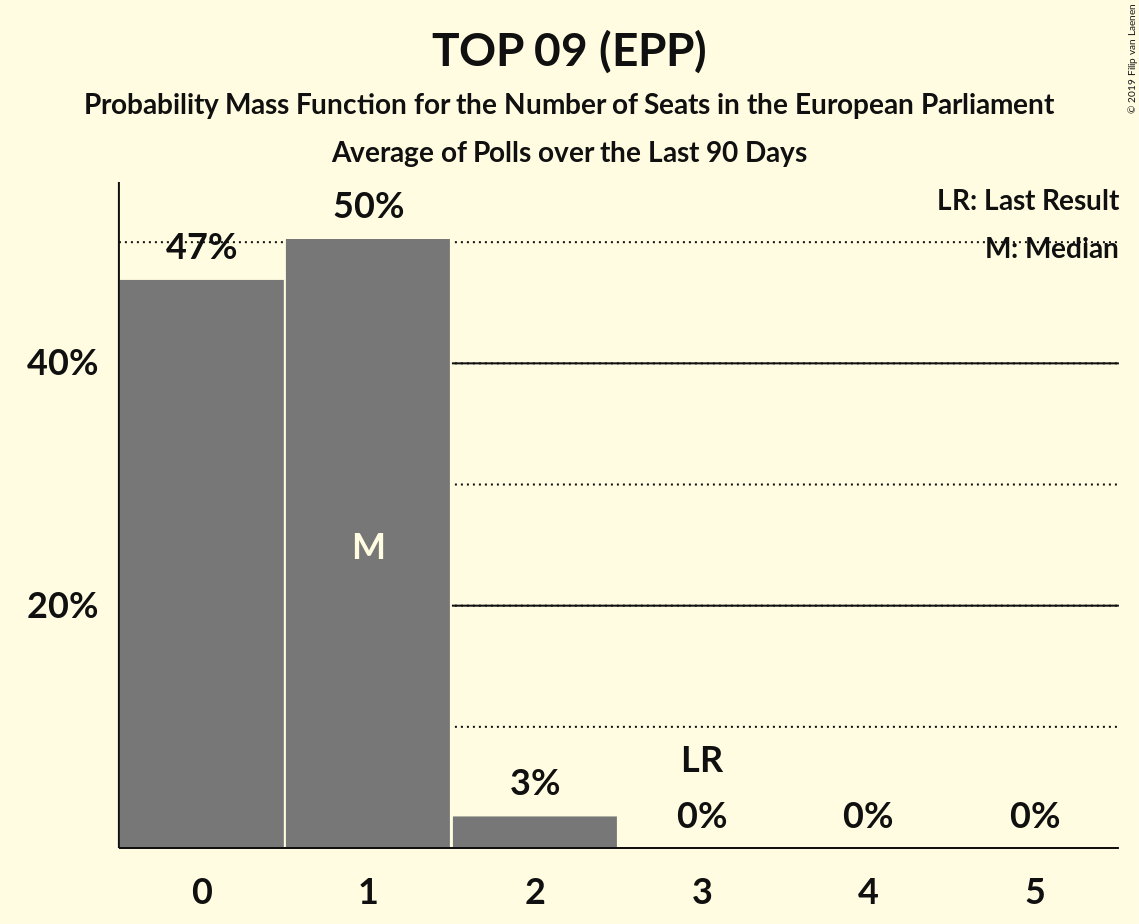 TOP 09 (EPP)
Probability Mass Function for the Number of Seats in the European Parliament
Average of Polls over the Last 90 Days
© 2019 Filip van Laenen
LR: Last Result
M: Median
50%
47%
40%
20%
M
3%
LR
0%
0%
0%
0
1
2
3
4
5